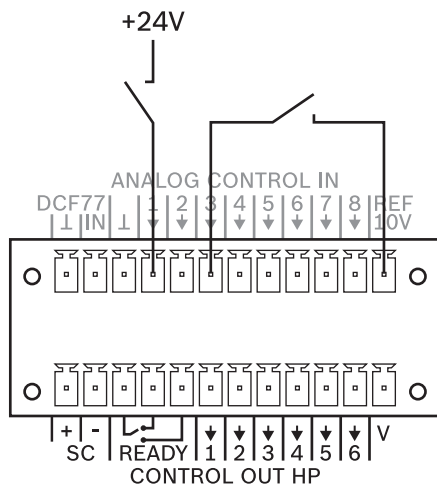 +24V
ANALOG CONTROL IN
DCF77 1 2 3 4 5 6 7 8 REF
⊥ IN ⊥ ↓ ↓ ↓ ↓ ↓ ↓ ↓ ↓ 10V
+ - ↓ ↓ ↓ ↓ ↓ ↓ V
SC READY 1 2 3 4 5 6
CONTROL OUT HP